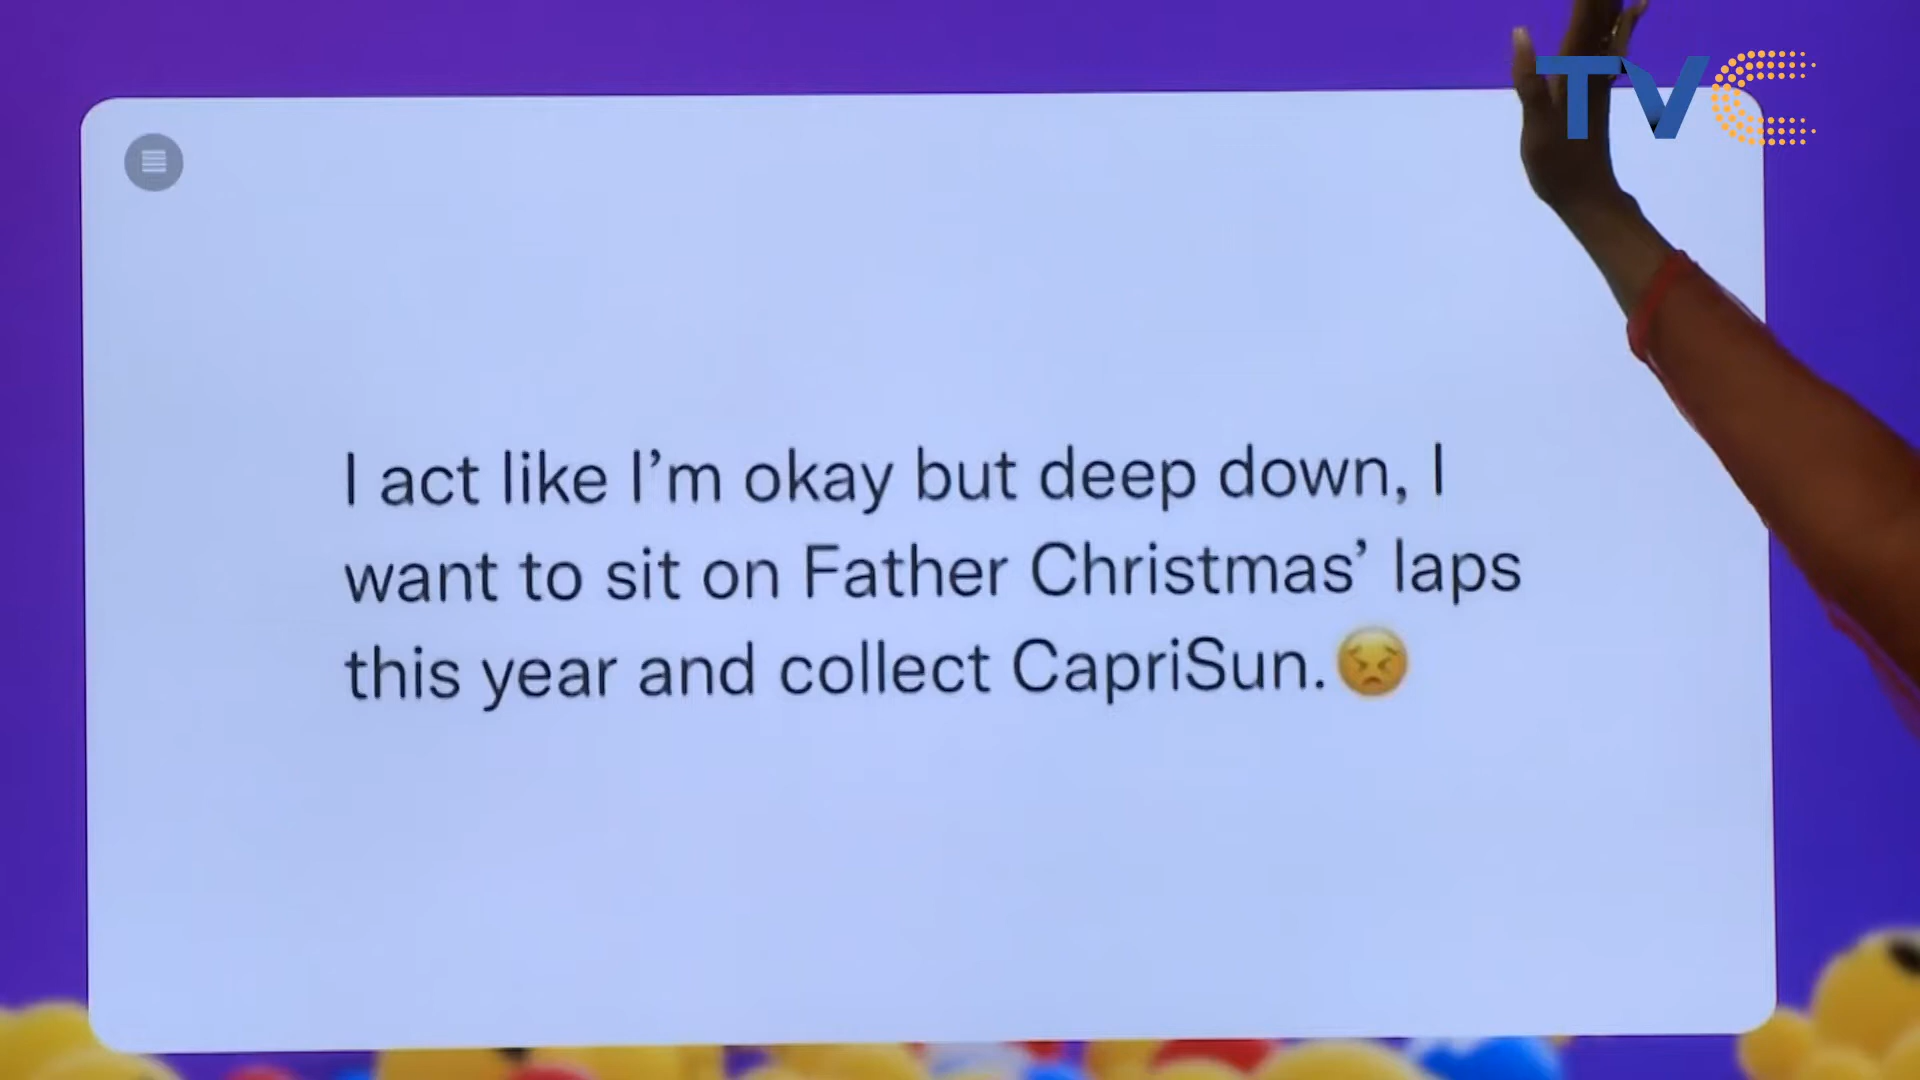 TVC
I act like I’m okay but deep down, I
want to sit on Father Christmas’ laps
this year and collect CapriSun.😣